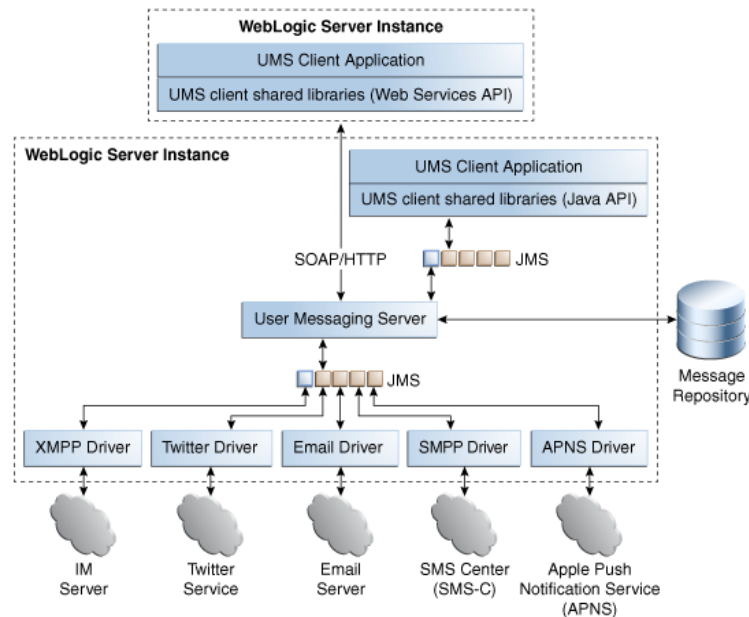 WebLogic Server Instance
UMS Client Application
UMS client shared libraries (Web Services API)
WebLogic Server Instance
UMS Client Application
UMS client shared libraries (Java API)
SOAP/HTTP
JMS
User Messaging Server
Message
Repository
JMS
XMPP Driver
Twitter Driver
Email Driver
SMPP Driver
APNS Driver
IM
Server
Twitter
Service
Email
Server
SMS Center
(SMS-C)
Apple Push
Notification Service
(APNS)